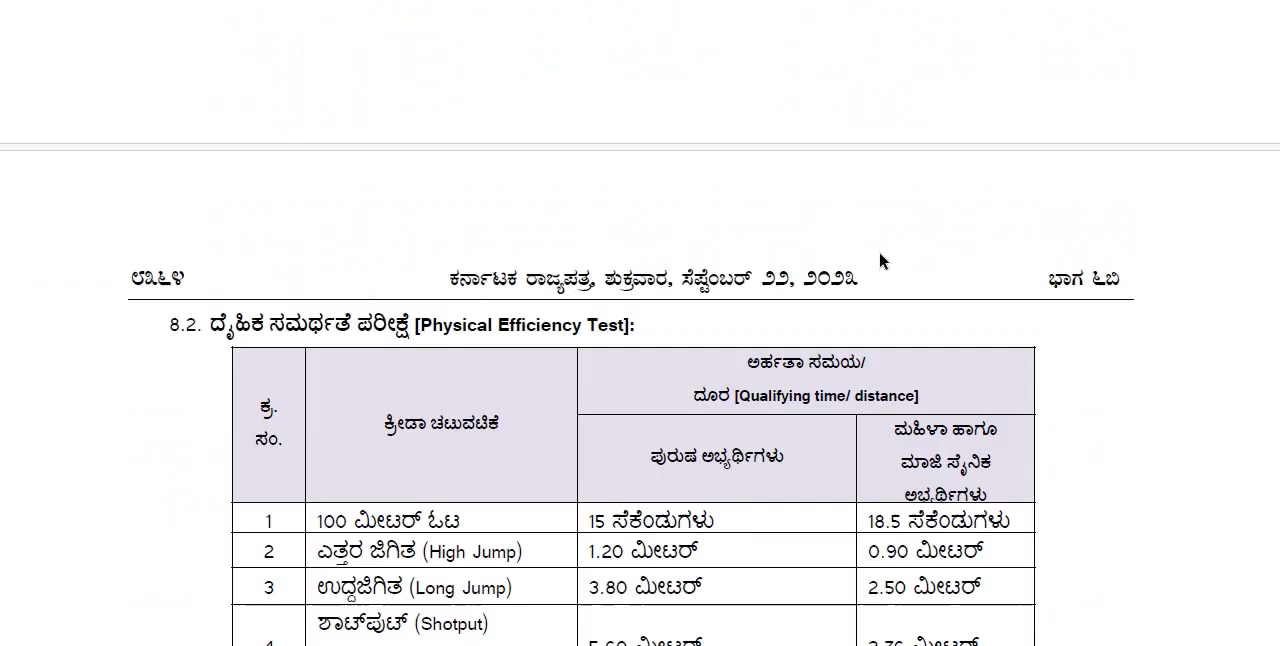 ೮೩೬೪ ಕರ್ನಾಟಕ ರಾಜ್ಯಪತ್ರ, ಶುಕ್ರವಾರ, ಸೆಪ್ಟೆಂಬರ್ ೨೨, ೨೦೨೩ ಭಾಗ ೬ಬಿ
8.2. ದೈಹಿಕ ಸಮರ್ಥತೆ ಪರೀಕ್ಷೆ [Physical Efficiency Test]:
ಕ್ರ.
ಸಂ.
ಕ್ರೀಡಾ ಚಟುವಟಿಕೆ
ಅರ್ಹತಾ ಸಮಯ/
ದೂರ [Qualifying time/ distance]
ಪುರುಷ ಅಭ್ಯರ್ಥಿಗಳು
ಮಹಿಳಾ ಹಾಗೂ
ಮಾಜಿ ಸೈನಿಕ
ಅಭ್ಯರ್ಥಿಗಳು
1 100 ಮೀಟರ್ ಓಟ 15 ಸೆಕೆಂಡುಗಳು 18.5 ಸೆಕೆಂಡುಗಳು
2 ಎತ್ತರ ಜಿಗಿತ (High Jump) 1.20 ಮೀಟರ್ 0.90 ಮೀಟರ್
3 ಉದ್ದಜಿಗಿತ (Long Jump) 3.80 ಮೀಟರ್ 2.50 ಮೀಟರ್
ಶಾಟ್‌ಪುಟ್ (Shotput)